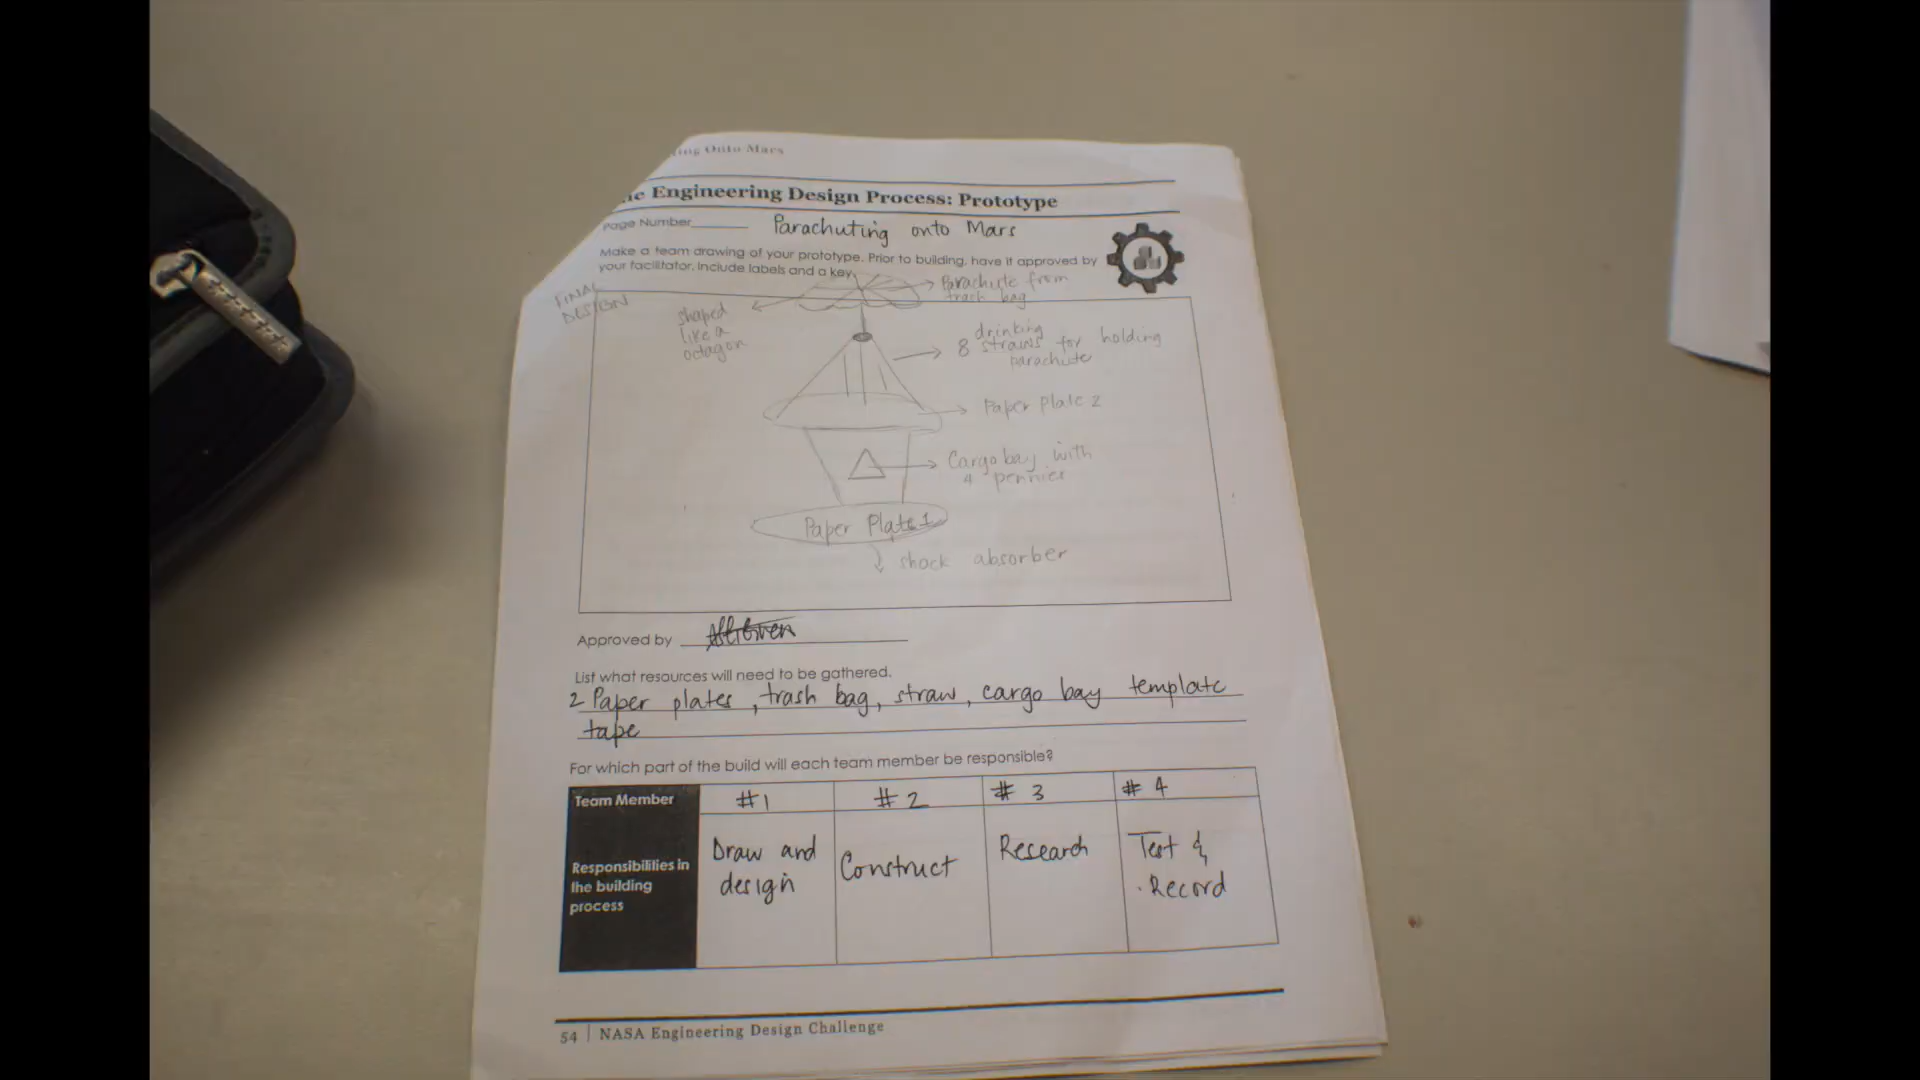 Onto Mars
Engineering Design Process: Prototype
Page Number
Parachuting onto Mars
Make a team drawing of your prototype. Prior to building, have it approved by
your facilitator. Include labels and a key.
FINAL
DESIGN
Parachute from
trash bag
shaped
like a
octagon
drinking
8 straws for holding
parachute
Paper Plate 2
Cargo bay with
4 pennies
Paper Plate 1
shock absorber
Approved by
List what resources will need to be gathered.
2 Paper plates, trash bag, straw, cargo bay template
tape
For which part of the build will each team member be responsible?
Team Member #1 #2 #3 #4
Responsibilities in
the building
process
Draw and
design
Construct
Research
Test &
Record
54 | NASA Engineering Design Challenge